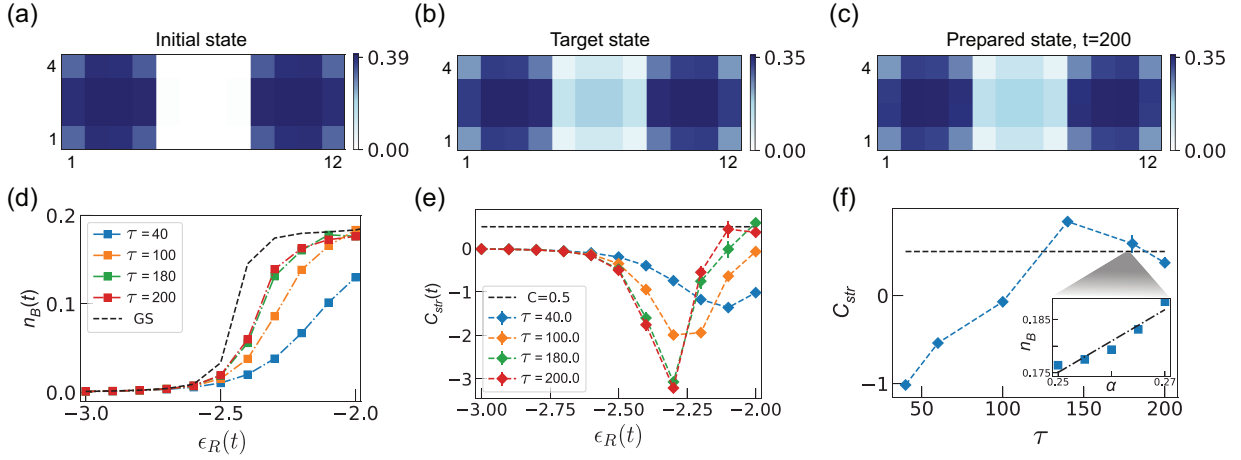 (a)
Initial state
4
1
1
12
0.39
0.00
(b)
Target state
4
1
1
12
0.35
0.00
(c)
Prepared state, t=200
4
1
1
12
0.35
0.00
(d)
0.2
0.1
0.0
n_B(t)
τ = 40
τ = 100
τ = 180
τ = 200
GS
−3.0
−2.5
−2.0
ϵ_R(t)
(e)
0
−1
−2
−3
C_str(t)
C=0.5
τ = 40.0
τ = 100.0
τ = 180.0
τ = 200.0
−3.00
−2.75
−2.50
−2.25
−2.00
ϵ_R(t)
(f)
0
−1
C_str
50
100
150
200
τ
n_B
0.185
0.175
0.25
α
0.27